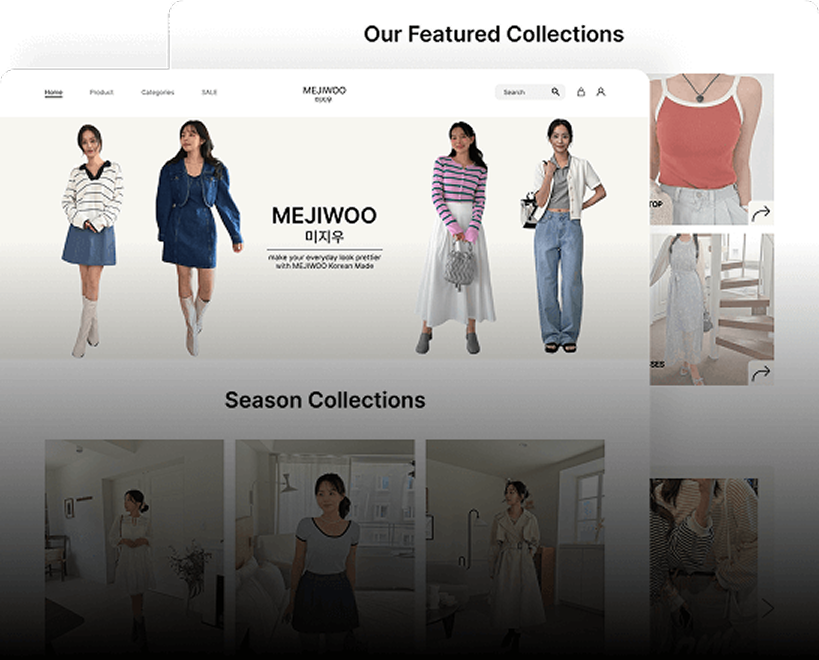 Our Featured Collections
Home
Product
Categories
SALE
MEJIWOO
미지우
Search
MEJIWOO
미지우
make your everyday look prettier
with MEJIWOO Korean Made
TOP
SES
Season Collections